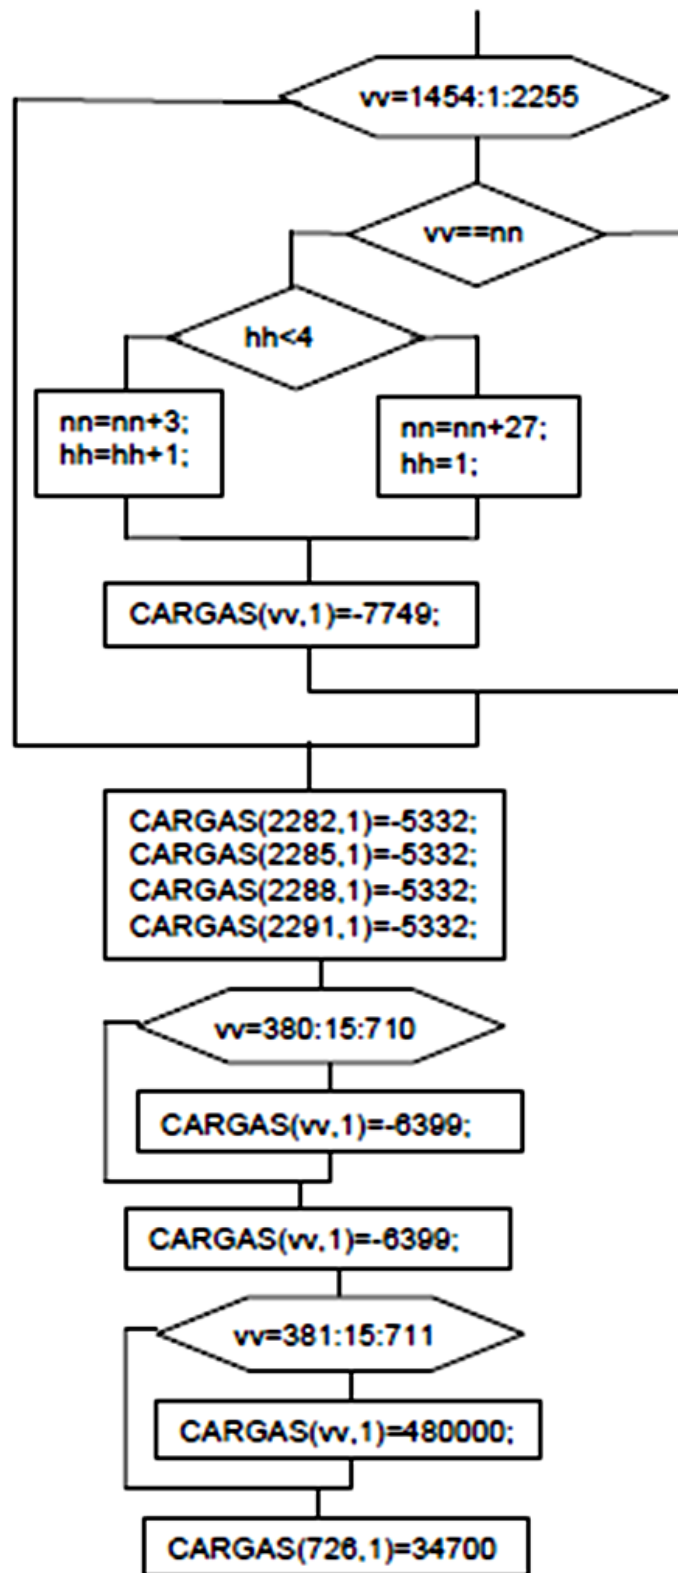 vv=1454:1:2255
vv==nn
hh<4
nn=nn+3;
hh=hh+1;
nn=nn+27;
hh=1;
CARGAS(vv,1)=-7749;
CARGAS(2282,1)=-5332;
CARGAS(2285,1)=-5332;
CARGAS(2288,1)=-5332;
CARGAS(2291,1)=-5332;
vv=380:15:710
CARGAS(vv,1)=-6399;
CARGAS(vv,1)=-6399;
vv=381:15:711
CARGAS(vv,1)=480000;
CARGAS(726,1)=34700